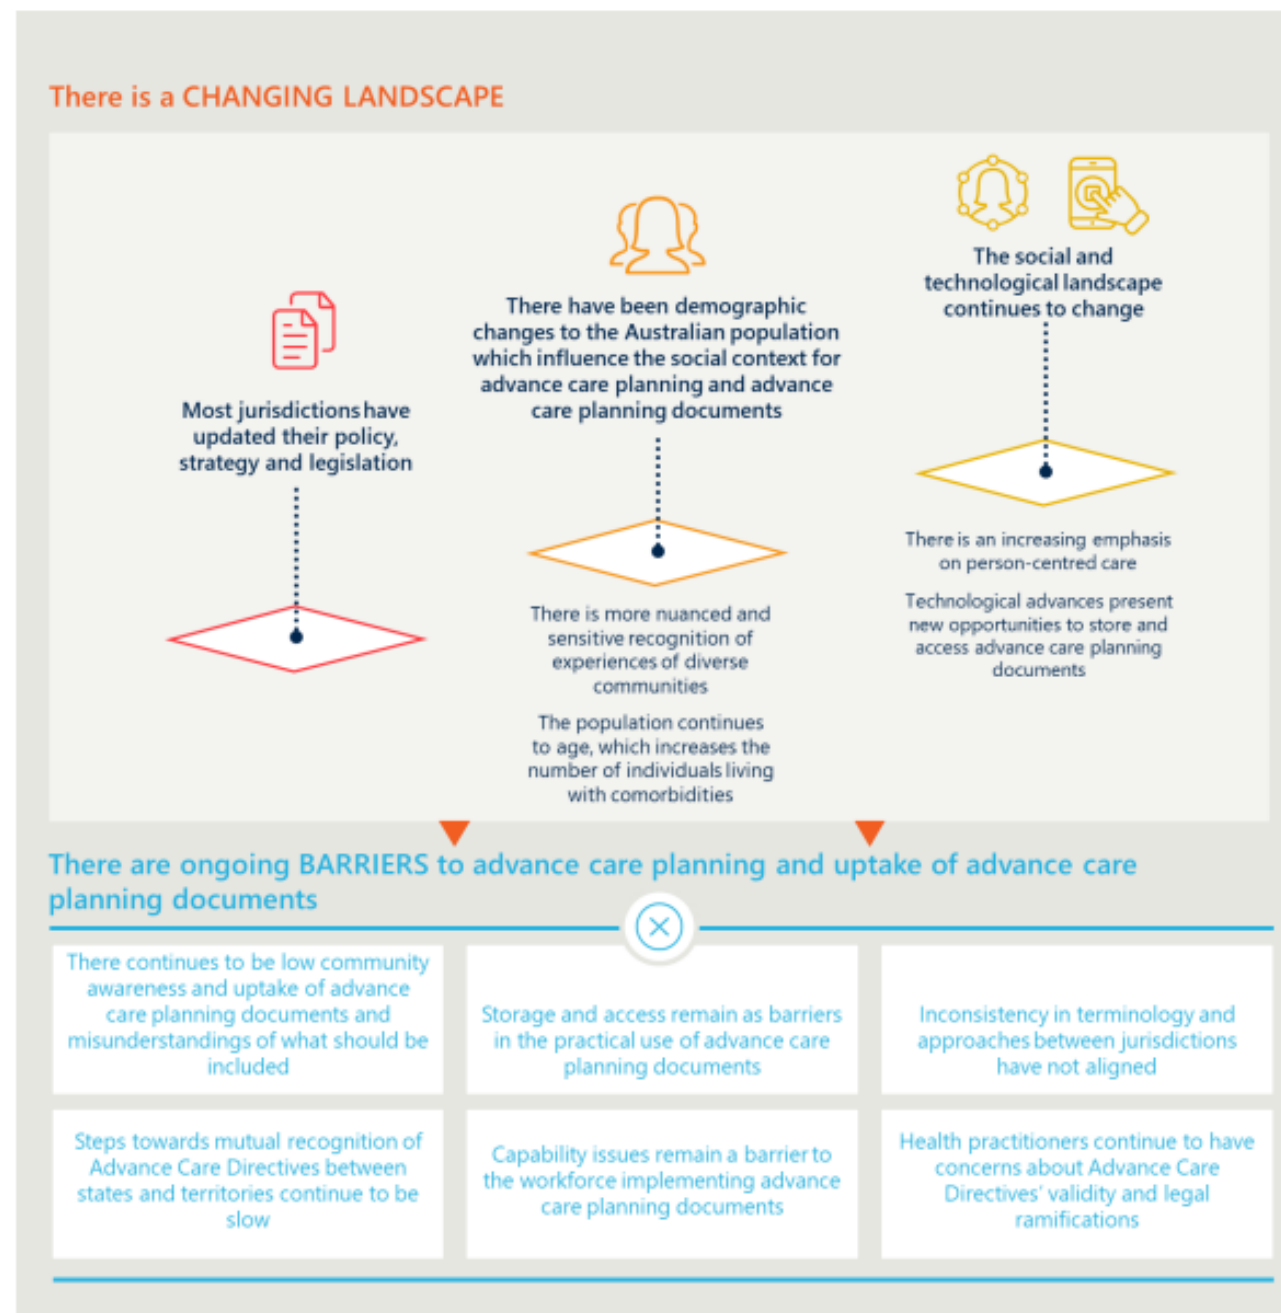 There is a CHANGING LANDSCAPE
Most jurisdictions have
updated their policy,
strategy and legislation
There have been demographic
changes to the Australian population
which influence the social context for
advance care planning and advance
care planning documents
There is more nuanced and
sensitive recognition of
experiences of diverse
communities
The population continues
to age, which increases the
number of individuals living
with comorbidities
The social and
technological landscape
continues to change
There is an increasing emphasis
on person-centred care
Technological advances present
new opportunities to store and
access advance care planning
documents
There are ongoing BARRIERS to advance care planning and uptake of advance care
planning documents
There continues to be low community
awareness and uptake of advance
care planning documents and
misunderstandings of what should be
included
Storage and access remain as barriers
in the practical use of advance care
planning documents
Inconsistency in terminology and
approaches between jurisdictions
have not aligned
Steps towards mutual recognition of
Advance Care Directives between
states and territories continue to be
slow
Capability issues remain a barrier to
the workforce implementing advance
care planning documents
Health practitioners continue to have
concerns about Advance Care
Directives' validity and legal
ramifications